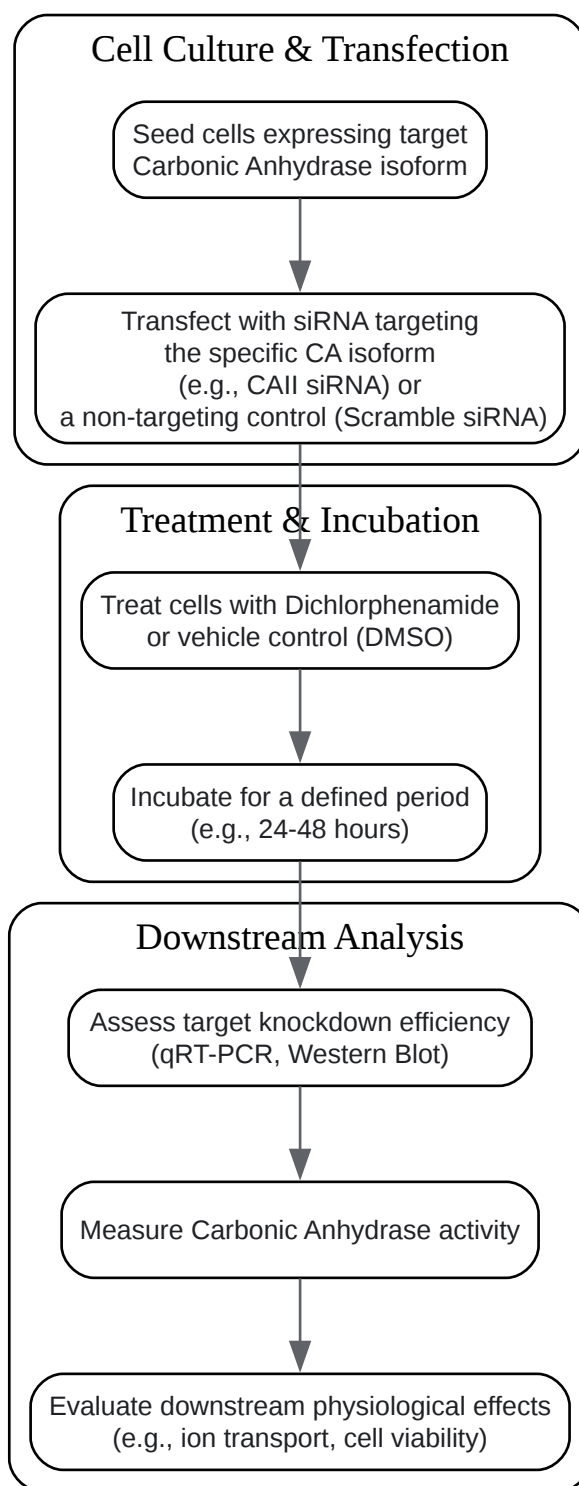 Cell Culture & Transfection
Seed cells expressing target
Carbonic Anhydrase isoform
Transfect with siRNA targeting
the specific CA isoform
(e.g., CAII siRNA) or
a non-targeting control (Scramble siRNA)
Treatment & Incubation
Treat cells with Dichlorphenamide
or vehicle control (DMSO)
Incubate for a defined period
(e.g., 24-48 hours)
Downstream Analysis
Assess target knockdown efficiency
(qRT-PCR, Western Blot)
Measure Carbonic Anhydrase activity
Evaluate downstream physiological effects
(e.g., ion transport, cell viability)